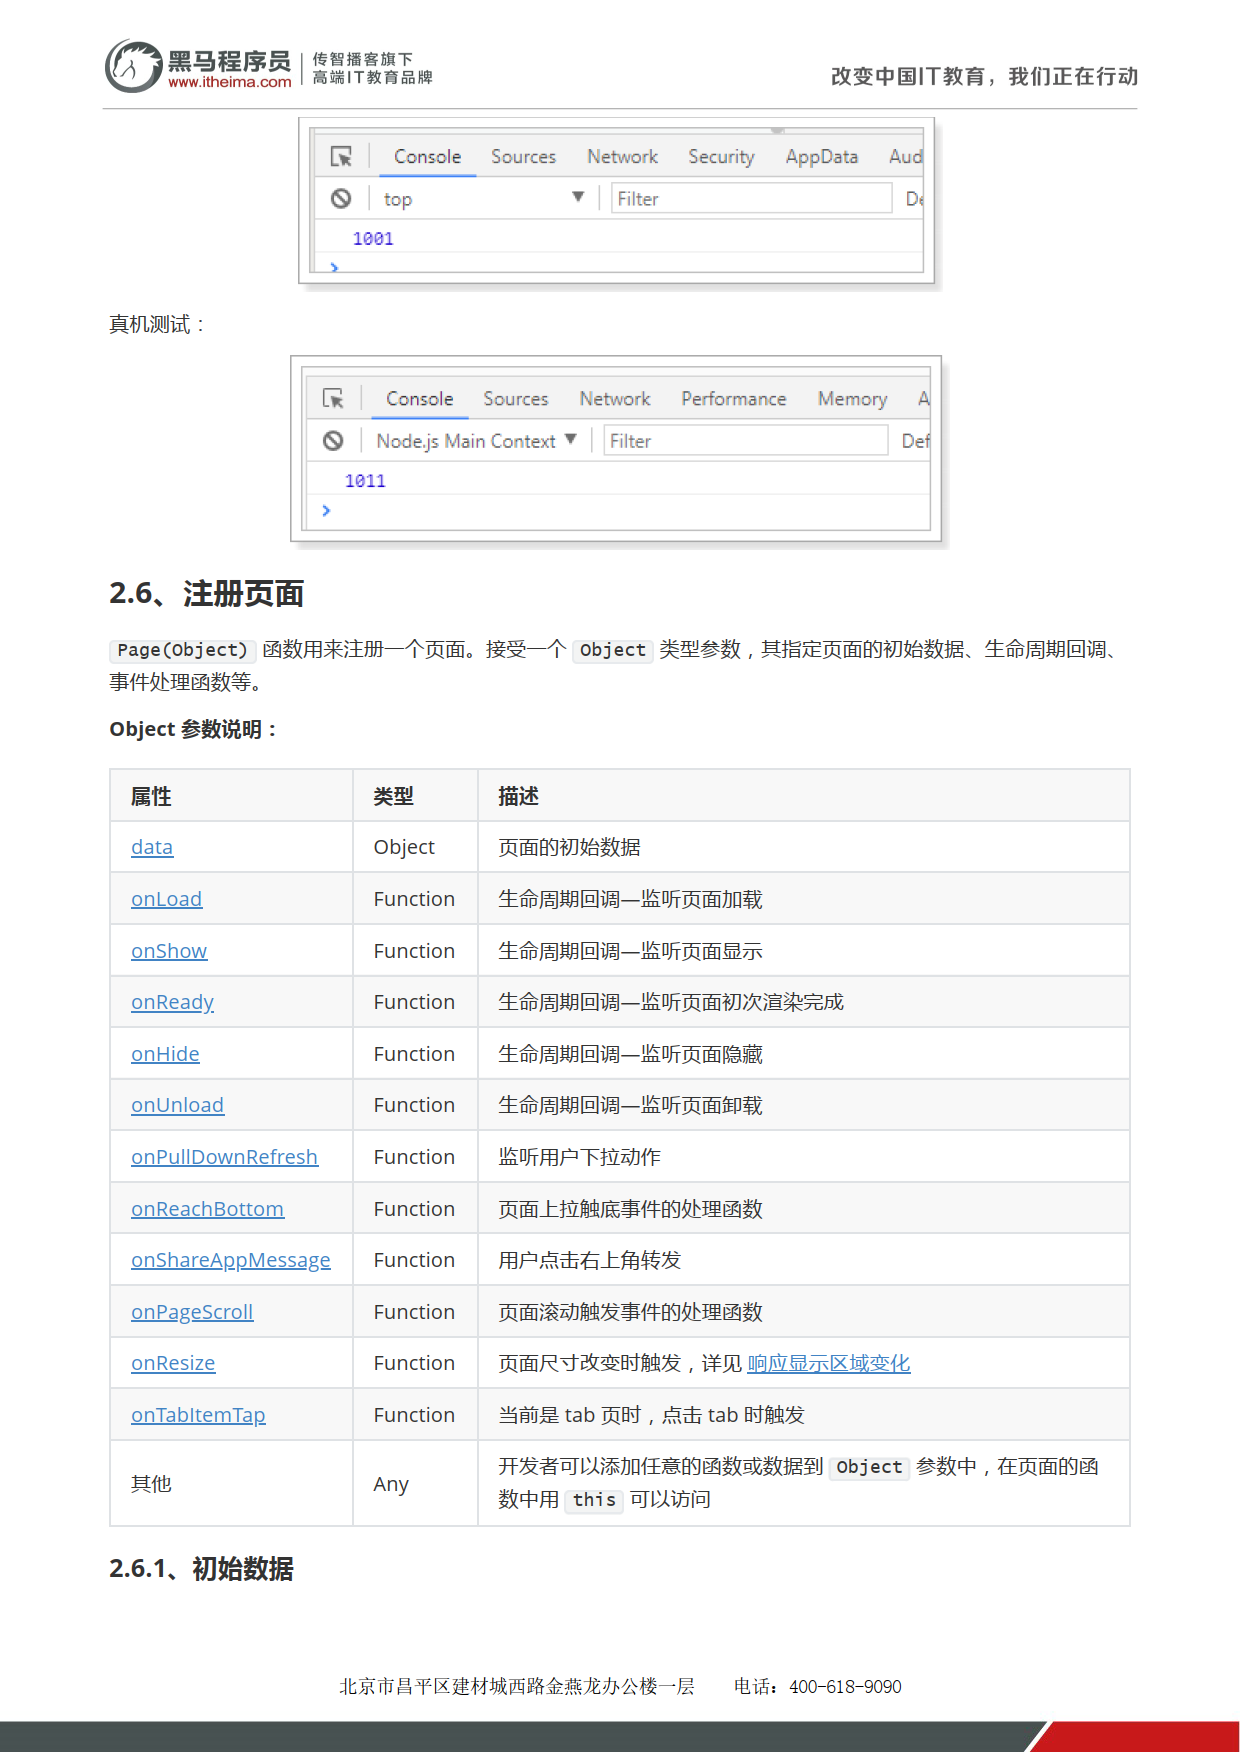 黑马程序员
www.itheima.com
传智播客旗下
高端IT教育品牌
改变中国IT教育，我们正在行动
Console Sources Network Security AppData Aud
top Filter De
1001
真机测试：
Console Sources Network Performance Memory A
Node.js Main Context Filter Def
1011
2.6、注册页面
Page(Object) 函数用来注册一个页面。接受一个 Object 类型参数，其指定页面的初始数据、生命周期回调、
事件处理函数等。
Object 参数说明：
属性 类型 描述
data Object 页面的初始数据
onLoad Function 生命周期回调—监听页面加载
onShow Function 生命周期回调—监听页面显示
onReady Function 生命周期回调—监听页面初次渲染完成
onHide Function 生命周期回调—监听页面隐藏
onUnload Function 生命周期回调—监听页面卸载
onPullDownRefresh Function 监听用户下拉动作
onReachBottom Function 页面上拉触底事件的处理函数
onShareAppMessage Function 用户点击右上角转发
onPageScroll Function 页面滚动触发事件的处理函数
onResize Function 页面尺寸改变时触发，详见 响应显示区域变化
onTabItemTap Function 当前是 tab 页时，点击 tab 时触发
其他 Any 开发者可以添加任意的函数或数据到 Object 参数中，在页面的函
数中用 this 可以访问
2.6.1、初始数据
北京市昌平区建材城西路金燕龙办公楼一层 电话：400-618-9090